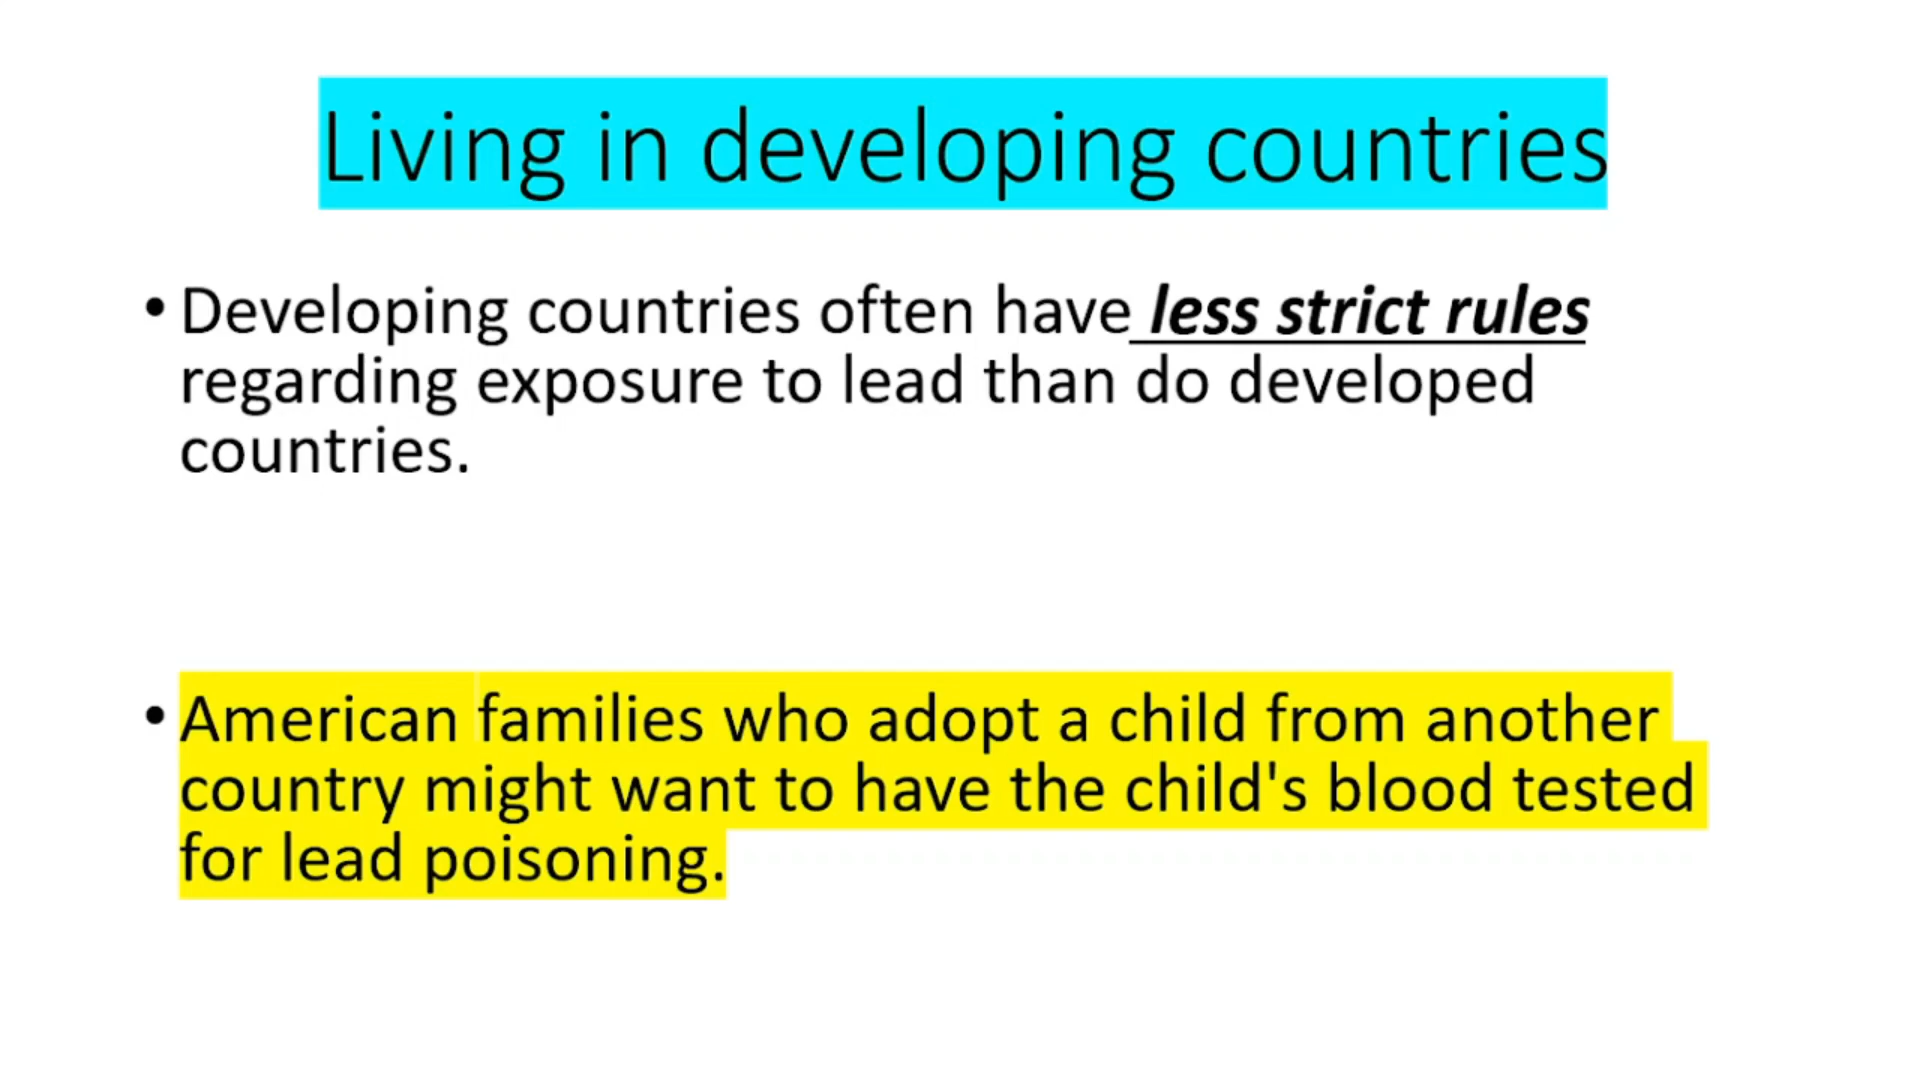 Living in developing countries
• Developing countries often have less strict rules
regarding exposure to lead than do developed
countries.
• American families who adopt a child from another
country might want to have the child's blood tested
for lead poisoning.